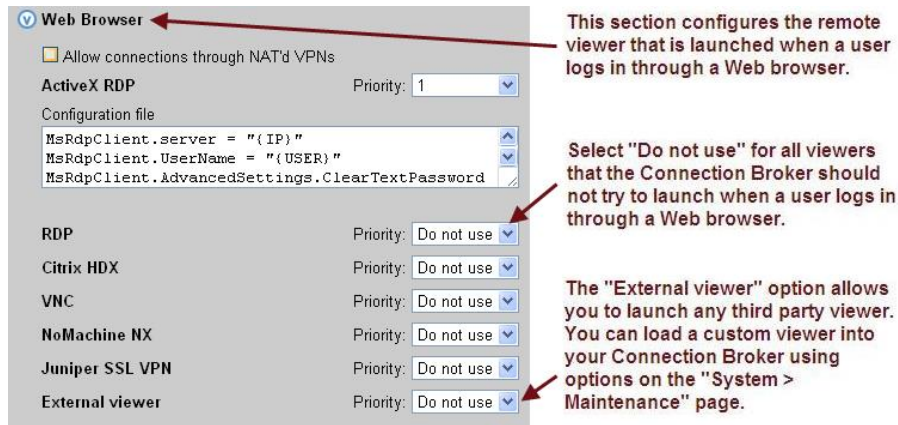 Web Browser
Allow connections through NAT'd VPNs
ActiveX RDP Priority: 1
Configuration file
MsRdpClient.server = "{IP}"
MsRdpClient.UserName = "{USER}"
MsRdpClient.AdvancedSettings.ClearTextPassword
RDP Priority: Do not use
Citrix HDX Priority: Do not use
VNC Priority: Do not use
NoMachine NX Priority: Do not use
Juniper SSL VPN Priority: Do not use
External viewer Priority: Do not use
This section configures the remote
viewer that is launched when a user
logs in through a Web browser.
Select "Do not use" for all viewers
that the Connection Broker should
not try to launch when a user logs in
through a Web browser.
The "External viewer" option allows
you to launch any third party viewer.
You can load a custom viewer into
your Connection Broker using
options on the "System >
Maintenance" page.